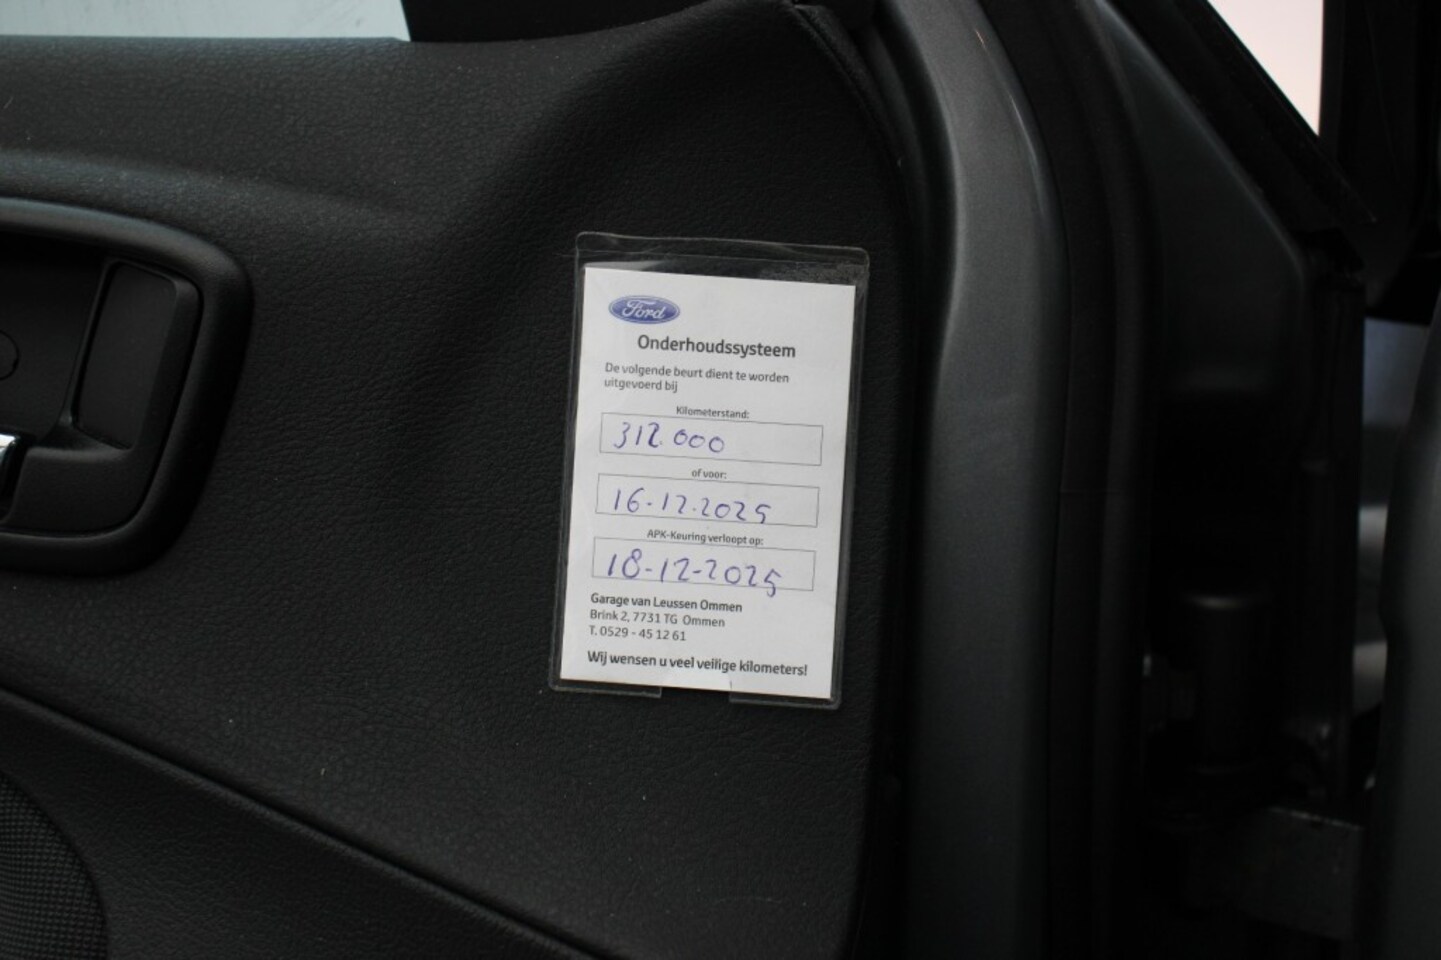 Ford
Onderhoudssysteem
De volgende beurt dient te worden
uitgevoerd bij
Kilometerstand:
312.000
of voor:
16-12.2025
APK-Keuring verloopt op:
18-12-2025
Garage van Leussen Ommen
Brink 2, 7731 TG Ommen
T. 0529 - 45 12 61
Wij wensen u veel veilige kilometers!